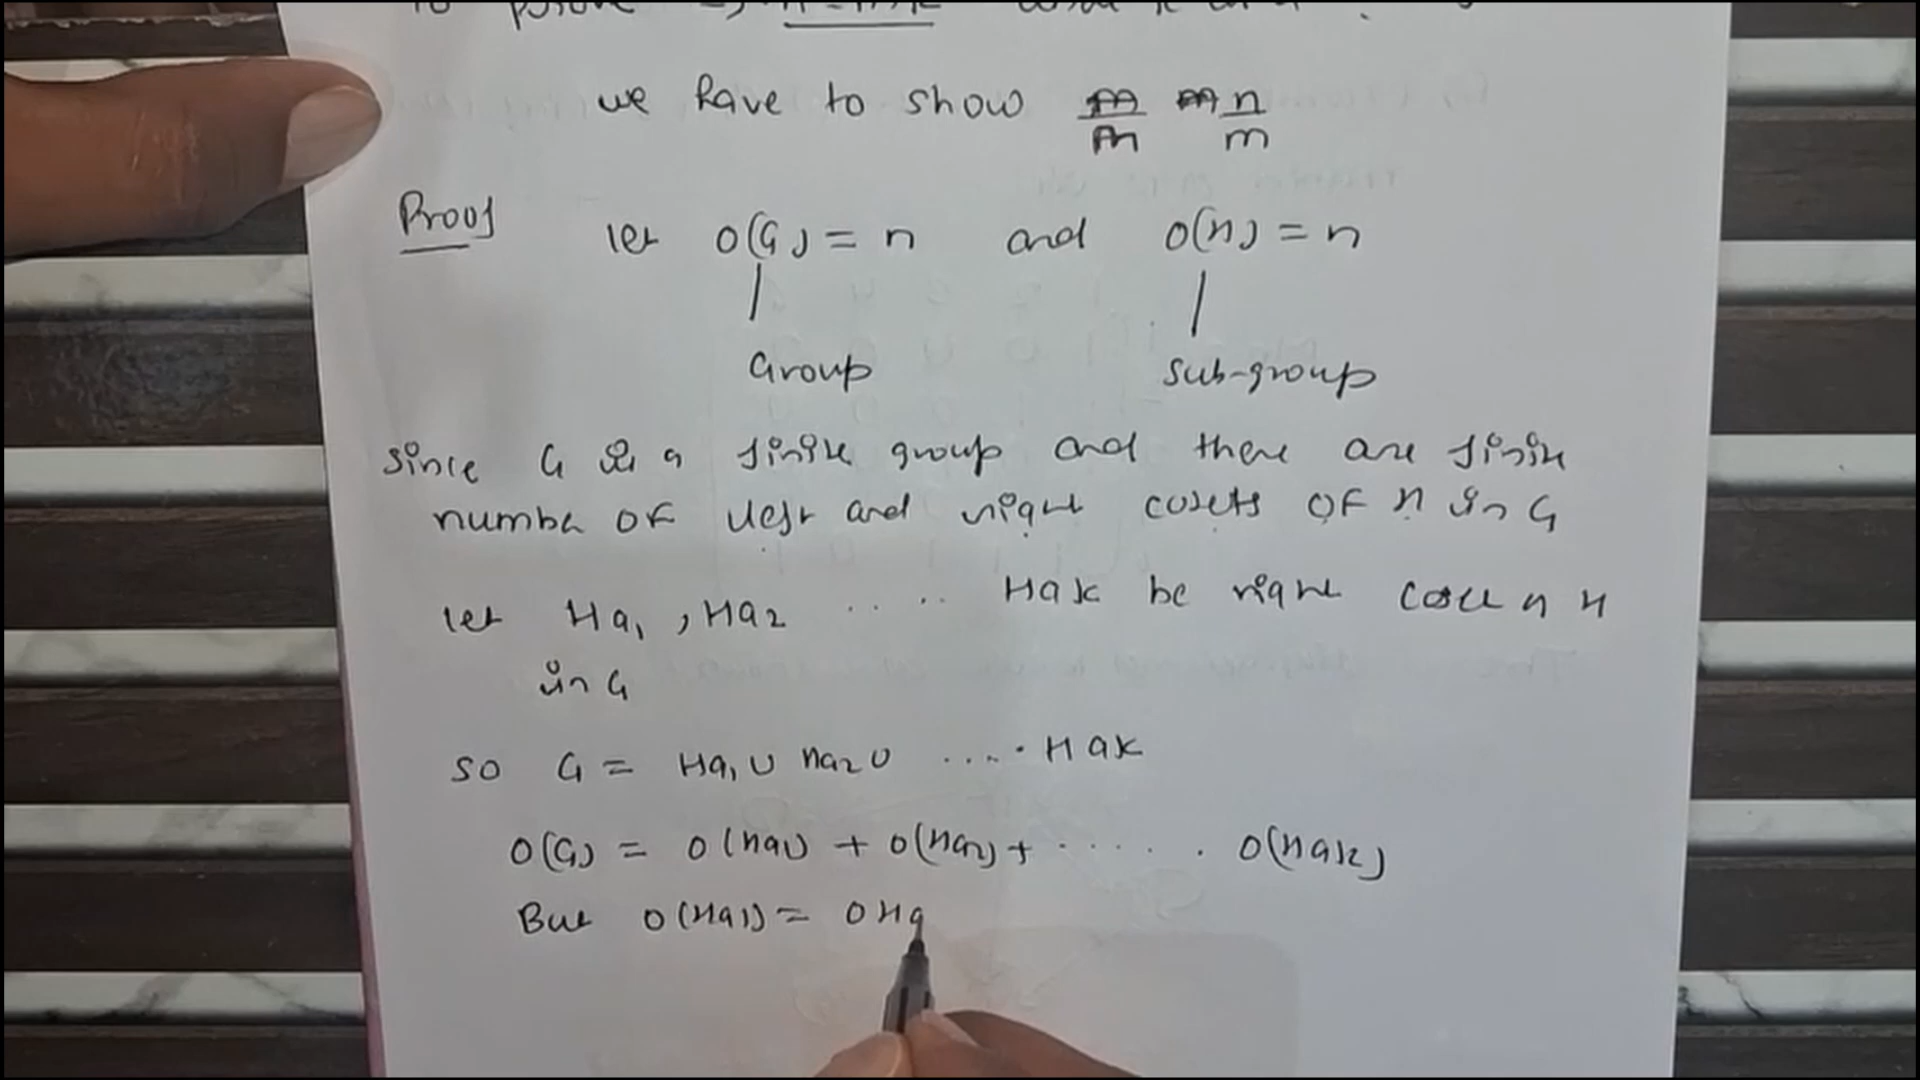 we have to show n
m
Proof let O(G) = n and O(H) = n
Group Sub-group
Since G is a finite group and there are finite
number of left and right cosets OF H in G
let Ha1, Ha2 .... Hak be right coset H
in G
SO G = Ha1 U Ha2 U .... Hak
O(G) = O(Ha1) + O(Ha2) + ...... O(Hak)
But O(Ha1) = OHa